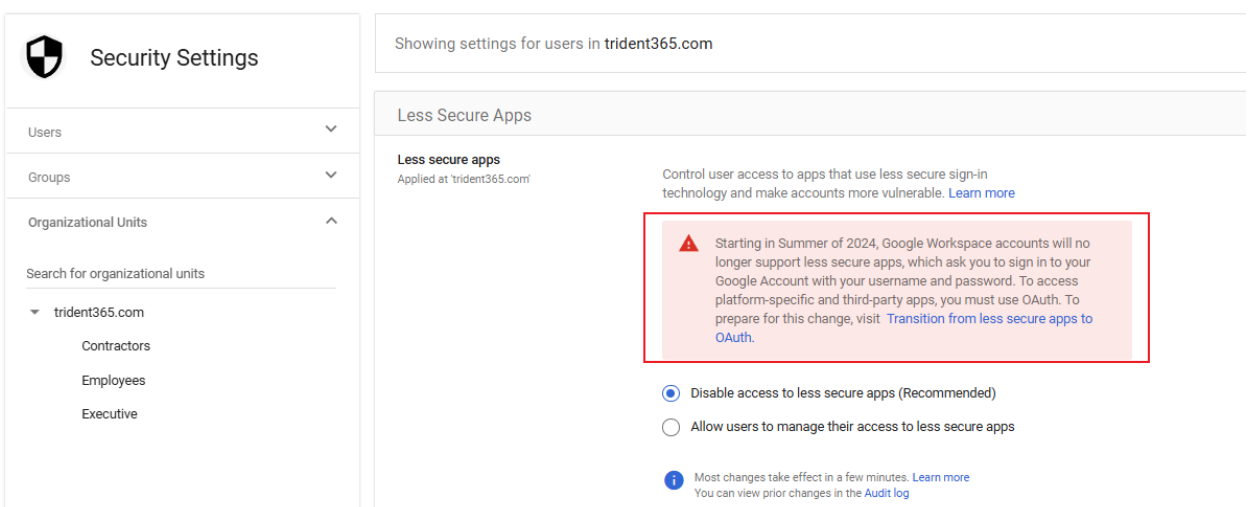 Security Settings
Users
Groups
Organizational Units
Search for organizational units
trident365.com
Contractors
Employees
Executive
Showing settings for users in trident365.com
Less Secure Apps
Less secure apps
Applied at 'trident365.com'
Control user access to apps that use less secure sign-in
technology and make accounts more vulnerable. Learn more
Starting in Summer of 2024, Google Workspace accounts will no
longer support less secure apps, which ask you to sign in to your
Google Account with your username and password. To access
platform-specific and third-party apps, you must use OAuth. To
prepare for this change, visit Transition from less secure apps to
OAuth.
Disable access to less secure apps (Recommended)
Allow users to manage their access to less secure apps
Most changes take effect in a few minutes. Learn more
You can view prior changes in the Audit log